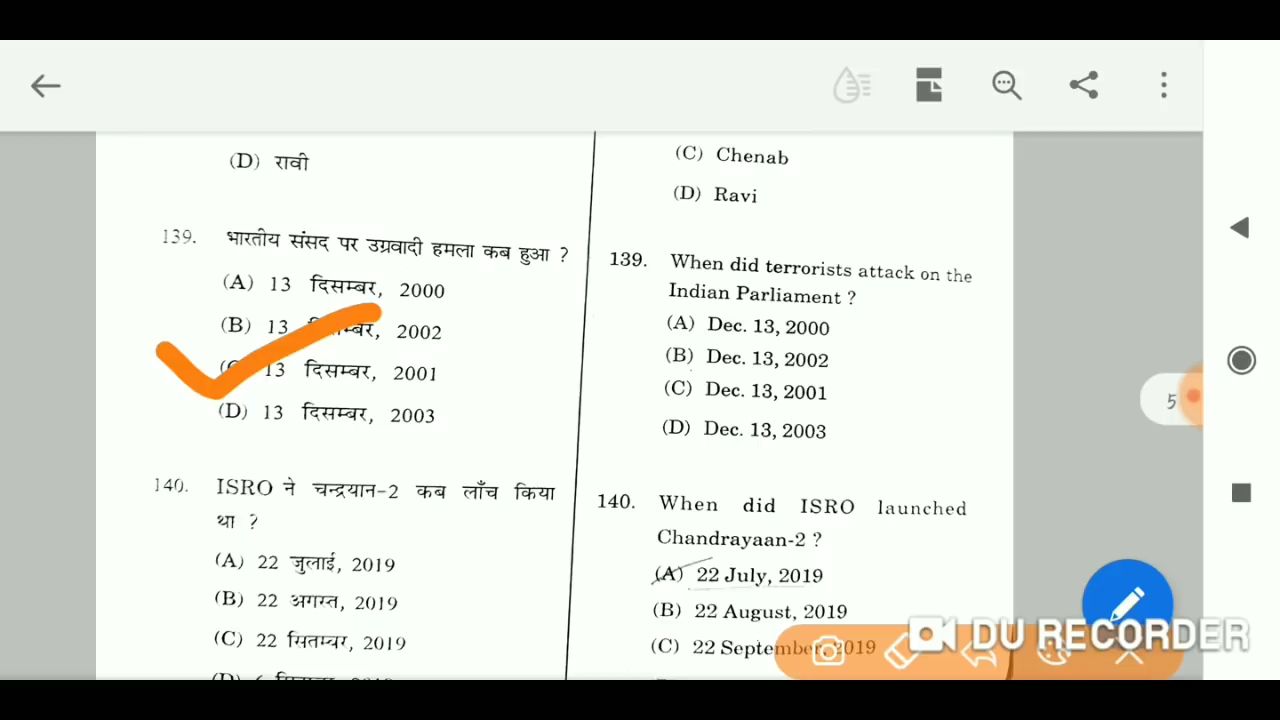 (D) रावी
139. भारतीय संसद पर उग्रवादी हमला कब हुआ ?
(A) 13 दिसम्बर, 2000
(B) 13 दिसम्बर, 2002
(C) 13 दिसम्बर, 2001
(D) 13 दिसम्बर, 2003
140. ISRO ने चन्द्रयान-2 कब लाँच किया
था ?
(A) 22 जुलाई, 2019
(B) 22 अगस्त, 2019
(C) 22 सितम्बर, 2019
(C) Chenab
(D) Ravi
139. When did terrorists attack on the
Indian Parliament ?
(A) Dec. 13, 2000
(B) Dec. 13, 2002
(C) Dec. 13, 2001
(D) Dec. 13, 2003
140. When did ISRO launched
Chandrayaan-2 ?
(A) 22 July, 2019
(B) 22 August, 2019
(C) 22 September, 2019
5
DU RECORDER